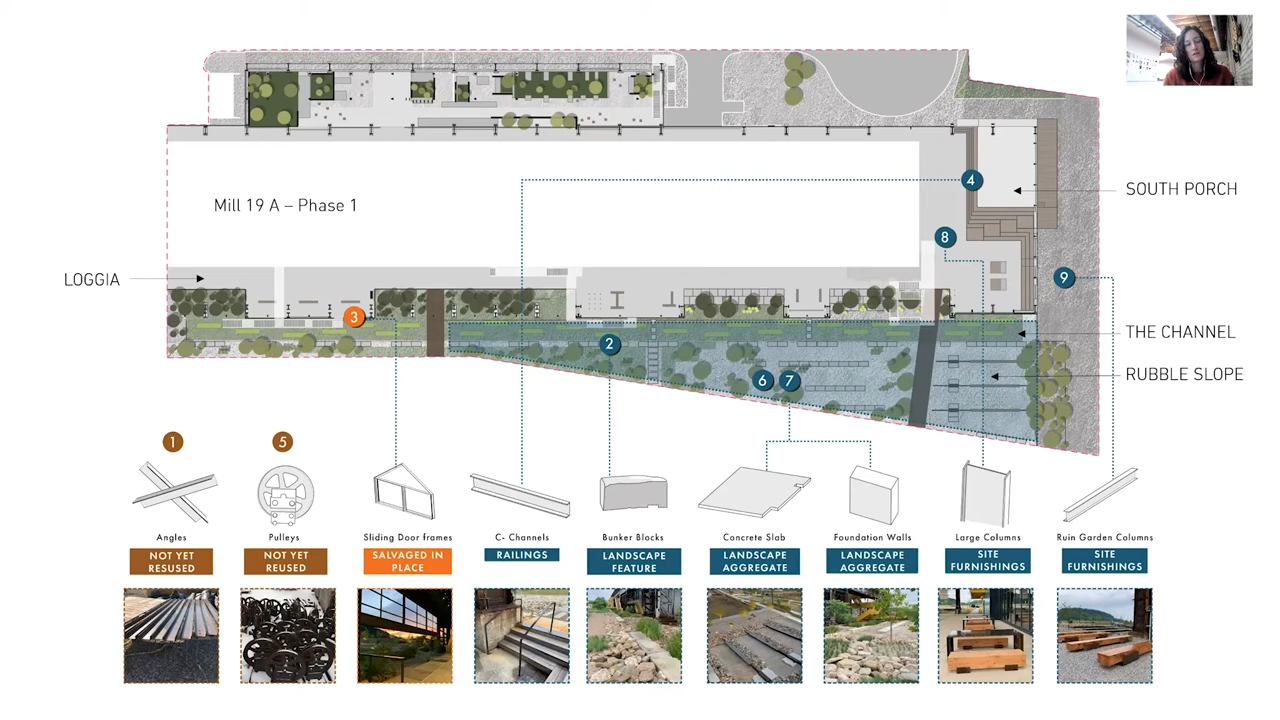 4
SOUTH PORCH
Mill 19 A – Phase 1
8
LOGGIA
9
3
THE CHANNEL
2
RUBBLE SLOPE
6
7
1
5
Angles
Pulleys
Sliding Door frames
C- Channels
Bunker Blocks
Concrete Slab
Foundation Walls
Large Columns
Ruin Garden Columns
NOT YET
RESUSED
NOT YET
REUSED
SALVAGED IN
PLACE
RAILINGS
LANDSCAPE
FEATURE
LANDSCAPE
AGGREGATE
LANDSCAPE
AGGREGATE
SITE
FURNISHINGS
SITE
FURNISHINGS